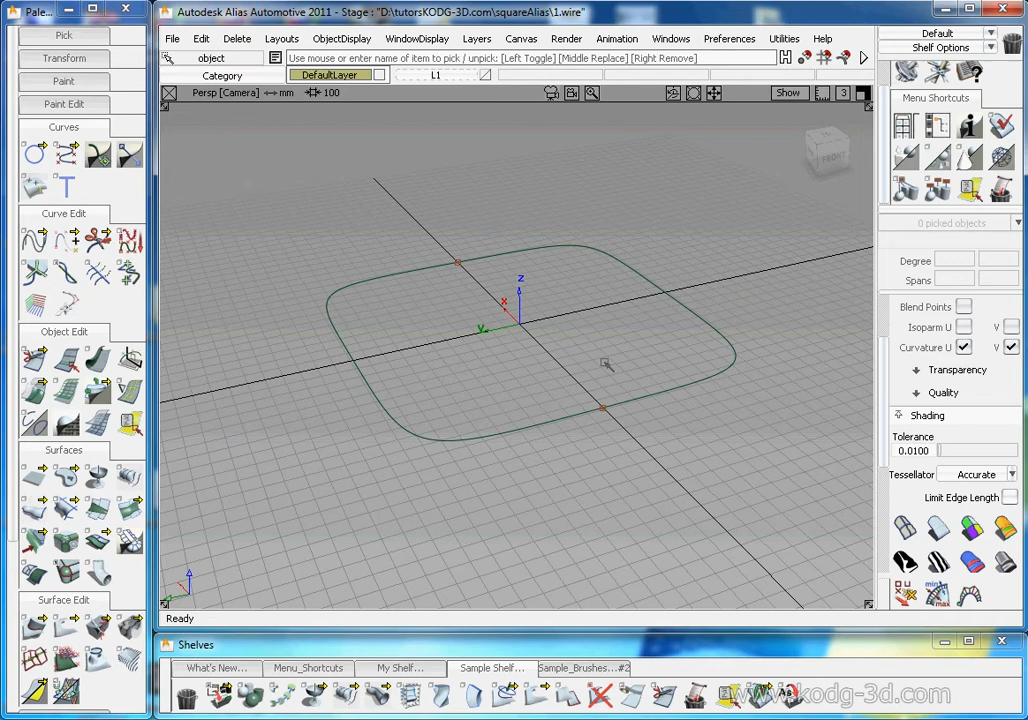 Pale...
Autodesk Alias Automotive 2011 - Stage : "D:\tutorsKODG-3D.com\squareAlias\1.wire"
Pick
Transform
Paint
Paint Edit
Curves
Curve Edit
Object Edit
Surfaces
Surface Edit
File Edit Delete Layouts ObjectDisplay WindowDisplay Layers Canvas Render Animation Windows Preferences Utilities Help
object
Use mouse or enter name of item to pick / unpick: [Left Toggle] [Middle Replace] [Right Remove]
Category DefaultLayer L1
Persp [Camera] mm 100 Show 3
FRONT
z
x
y
Ready
Default
Shelf Options
Menu Shortcuts
0 picked objects
Degree
Spans
Blend Points
Isoparm U V
Curvature U V
Transparency
Quality
Shading
Tolerance
0.0100
Tessellator Accurate
Limit Edge Length
min
max
Shelves
What's New... Menu_Shortcuts My Shelf... Sample Shelf... Sample_Brushes...#2
www.kodg-3d.com